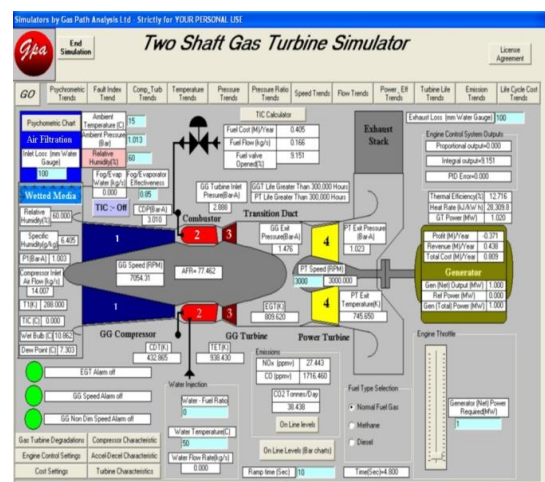 Simulators by Gas Path Analysis Ltd - Strictly for YOUR PERSONAL USE
Gpa
End Simulation
Two Shaft Gas Turbine Simulator
License Agreement
GO
Psychrometric Trends
Fault Index Trend
Comp_Turb Trends
Temperature Trends
Pressure Trends
Pressure Ratio Trends
Speed Trends
Flow Trends
Power_Eff Trends
Turbine Life Trends
Emission Trends
Life Cycle Cost Trends
Psychrometric Chart
Ambient Temperature (C) 15
Air Filtration
Ambient Pressure (Bar) 1.013
Inlet Loss (mm Water Gauge) 100
Relative Humidity(%) 60
Fog/Evap Water (kg/s) 0.000
Fog/Evaporator Effectiveness 0.85
Wetted Media
TIC :- Off
CDP(Bar-A) 3.010
Relative Humidity(%) 60.000
Specific Humidity(g/kg) 6.405
P1(Bar-A) 1.003
Compressor Inlet Air Flow (kg/s) 14.007
T1(K) 288.000
TIC (C) 0.000
Wet Bulb (C) 10.862
Dew Point (C) 7.303
TIC Calculator
Fuel Cost (M)/Year 0.405
Fuel Flow (kg/s) 0.166
Fuel valve Opened(%) 9.151
GG Turbine Inlet Pressure(Bar-A) 2.888
GGT Life Greater Than 300,000 Hours
PT Life Greater Than 300,000 Hours
Combustor
Transition Duct
Exhaust Stack
Exhaust Loss (mm Water Gauge) 100
Engine Control System Outputs
Proportional output=0.000
Integral output=9.151
PID Error=0.000
Thermal Efficiency(%) 12.716
Heat Rate (kJ/kW h) 28,309.8
GT Power (MW) 1.020
Profit (M)/Year -0.371
Revenue (M)/Year 0.438
Total Cost (M)/Year 0.809
Generator
Gen (Net) Output (MW) 1.000
Ref Power (MW) 0.000
Gen (Total) Power (MW) 1.000
1
2
3
4
GG Exit Pressure(Bar-A) 1.476
PT Exit Pressure (Bar-A) 1.023
GG Speed (RPM) 7054.31
AFR= 77.462
PT Speed (RPM)
3000 3000.000
EGT(K) 809.620
PT Exit Temperature(K) 745.650
1
2
3
4
GG Compressor
GG Turbine
Power Turbine
CDT(K) 432.865
TET(K) 938.430
EGT Alarm off
GG Speed Alarm off
GG Non Dim Speed Alarm off
Water Injection
Water - Fuel Ratio
0
Water Temperature(C)
50
Water Flow Rate(kg/s)
0.000
Emissions
NOx (ppmv) 27.443
CO (ppmv) 1716.460
CO2 Tonnes/Day
38.438
On Line levels
On Line Levels (Bar charts)
Ramp time (Sec) 10
Fuel Type Selection
Normal Fuel Gas
Methane
Diesel
Time(Sec)=4.800
Engine Throttle
Generator (Net) Power Required(MW)
1
Gas Turbine Degradations
Compressor Characteristic
Engine Control Settings
Accel-Decel Characteristic
Cost Settings
Turbine Characteristics